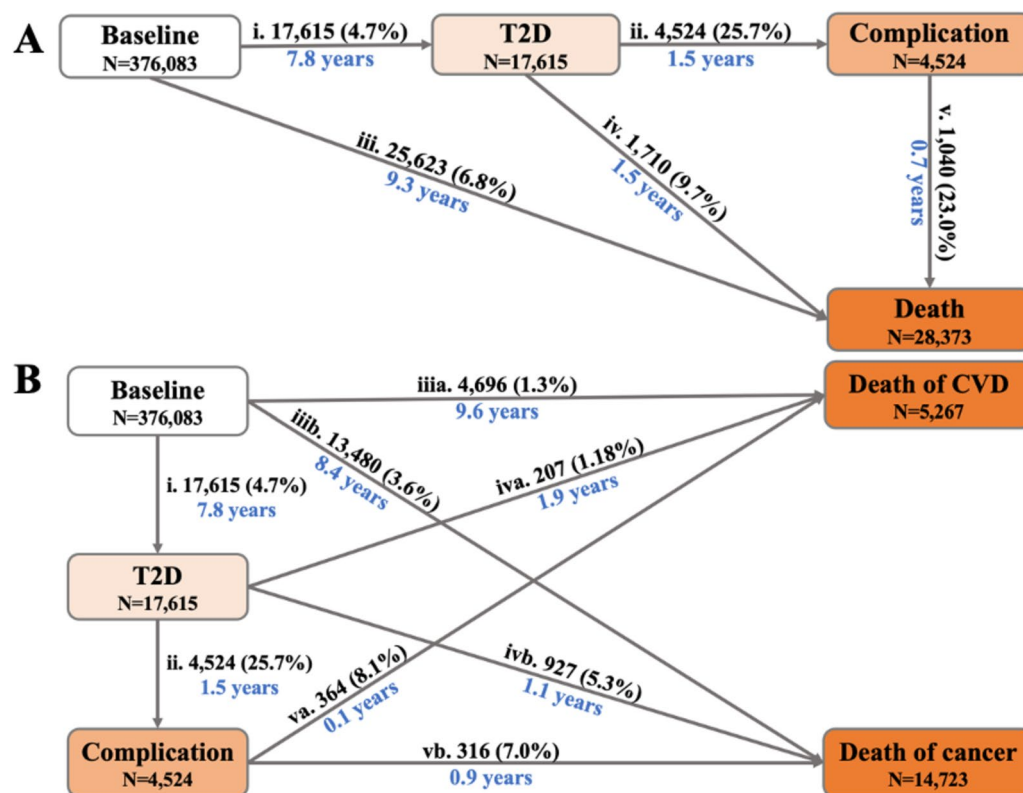 A
Baseline
N=376,083
i. 17,615 (4.7%)
7.8 years
T2D
N=17,615
ii. 4,524 (25.7%)
1.5 years
Complication
N=4,524
iii. 25,623 (6.8%)
9.3 years
iv. 1,710 (9.7%)
1.5 years
v. 1,040 (23.0%)
0.7 years
Death
N=28,373
B
Baseline
N=376,083
iiia. 4,696 (1.3%)
9.6 years
Death of CVD
N=5,267
iiib. 13,480 (3.6%)
8.4 years
iva. 207 (1.18%)
1.9 years
i. 17,615 (4.7%)
7.8 years
T2D
N=17,615
ii. 4,524 (25.7%)
1.5 years
va. 364 (8.1%)
0.1 years
ivb. 927 (5.3%)
1.1 years
Complication
N=4,524
vb. 316 (7.0%)
0.9 years
Death of cancer
N=14,723